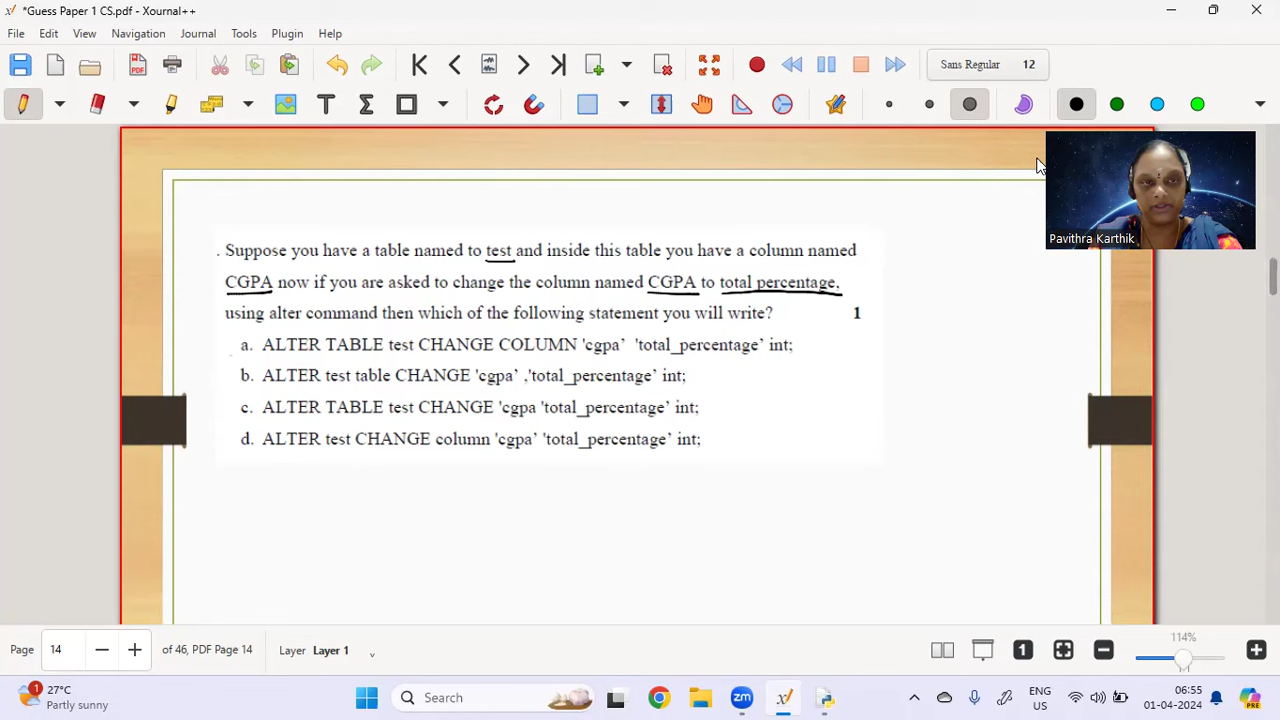 *Guess Paper 1 CS.pdf - Xournal++
File Edit View Navigation Journal Tools Plugin Help
Sans Regular 12
Pavithra Karthik
. Suppose you have a table named to test and inside this table you have a column named
CGPA now if you are asked to change the column named CGPA to total percentage,
using alter command then which of the following statement you will write? 1
a. ALTER TABLE test CHANGE COLUMN 'cgpa’ 'total_percentage’ int;
b. ALTER test table CHANGE 'cgpa’ ,'total_percentage’ int;
c. ALTER TABLE test CHANGE 'cgpa 'total_percentage’ int;
d. ALTER test CHANGE column 'cgpa’ 'total_percentage’ int;
Page 14 of 46, PDF Page 14 Layer Layer 1 1 114%
1 27°C
Partly sunny
Search
zm
PRE
ENG
US
06:55
01-04-2024